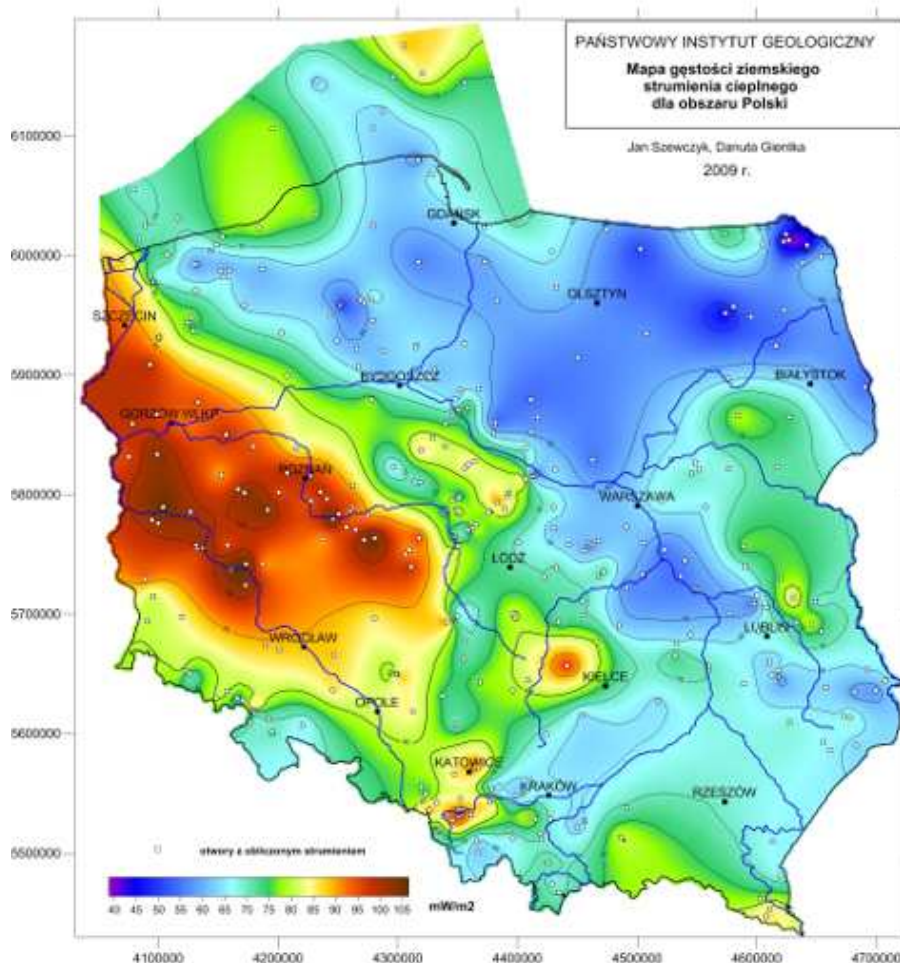 PAŃSTWOWY INSTYTUT GEOLOGICZNY
Mapa gęstości ziemskiego
strumienia cieplnego
dla obszaru Polski
Jan Szewczyk, Danuta Gientka
2009 r.
6100000
6000000
5900000
5800000
5700000
5600000
5500000
GDAŃSK
OLSZTYN
SZCZECIN
BYDGOSZCZ
BIAŁYSTOK
GORZÓW WLKP
POZNAŃ
WARSZAWA
ŁÓDŹ
LUBLIN
WROCŁAW
KIELCE
OPOLE
KATOWICE
KRAKÓW
RZESZÓW
otwory z obliczonym strumieniem
40 45 50 55 60 65 70 75 80 85 90 95 100 105
mW/m2
4100000 4200000 4300000 4400000 4500000 4600000 4700000